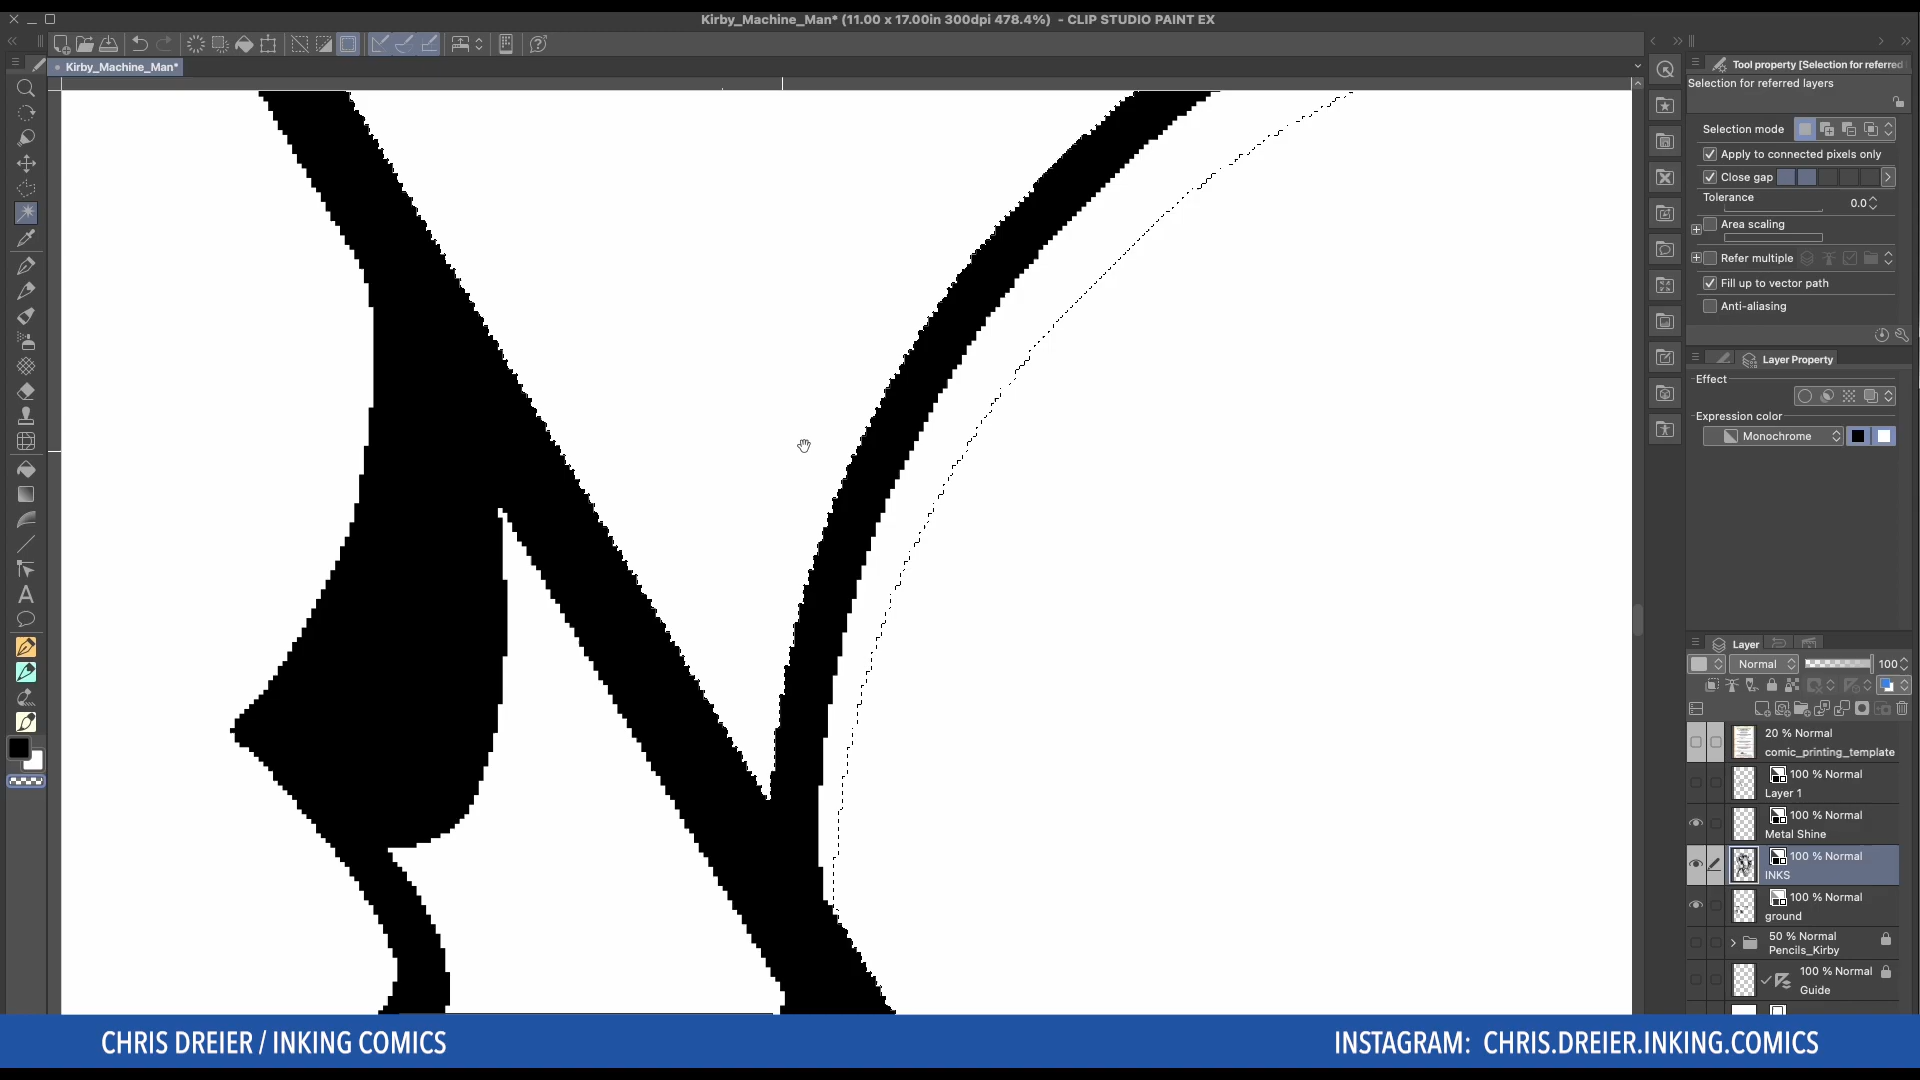 Kirby_Machine_Man* (11.00 x 17.00in 300dpi 478.4%) - CLIP STUDIO PAINT EX
Kirby_Machine_Man*
Tool property [Selection for referred
Selection for referred layers
Selection mode
Apply to connected pixels only
Close gap
Tolerance
0.0
Area scaling
Refer multiple
Fill up to vector path
Anti-aliasing
Layer Property
Effect
Expression color
Monochrome
Layer
Normal
100
20 % Normal
comic_printing_template
100 % Normal
Layer 1
100 % Normal
Metal Shine
100 % Normal
INKS
100 % Normal
ground
50 % Normal
Pencils_Kirby
100 % Normal
Guide
CHRIS DREIER / INKING COMICS
INSTAGRAM: CHRIS.DREIER.INKING.COMICS